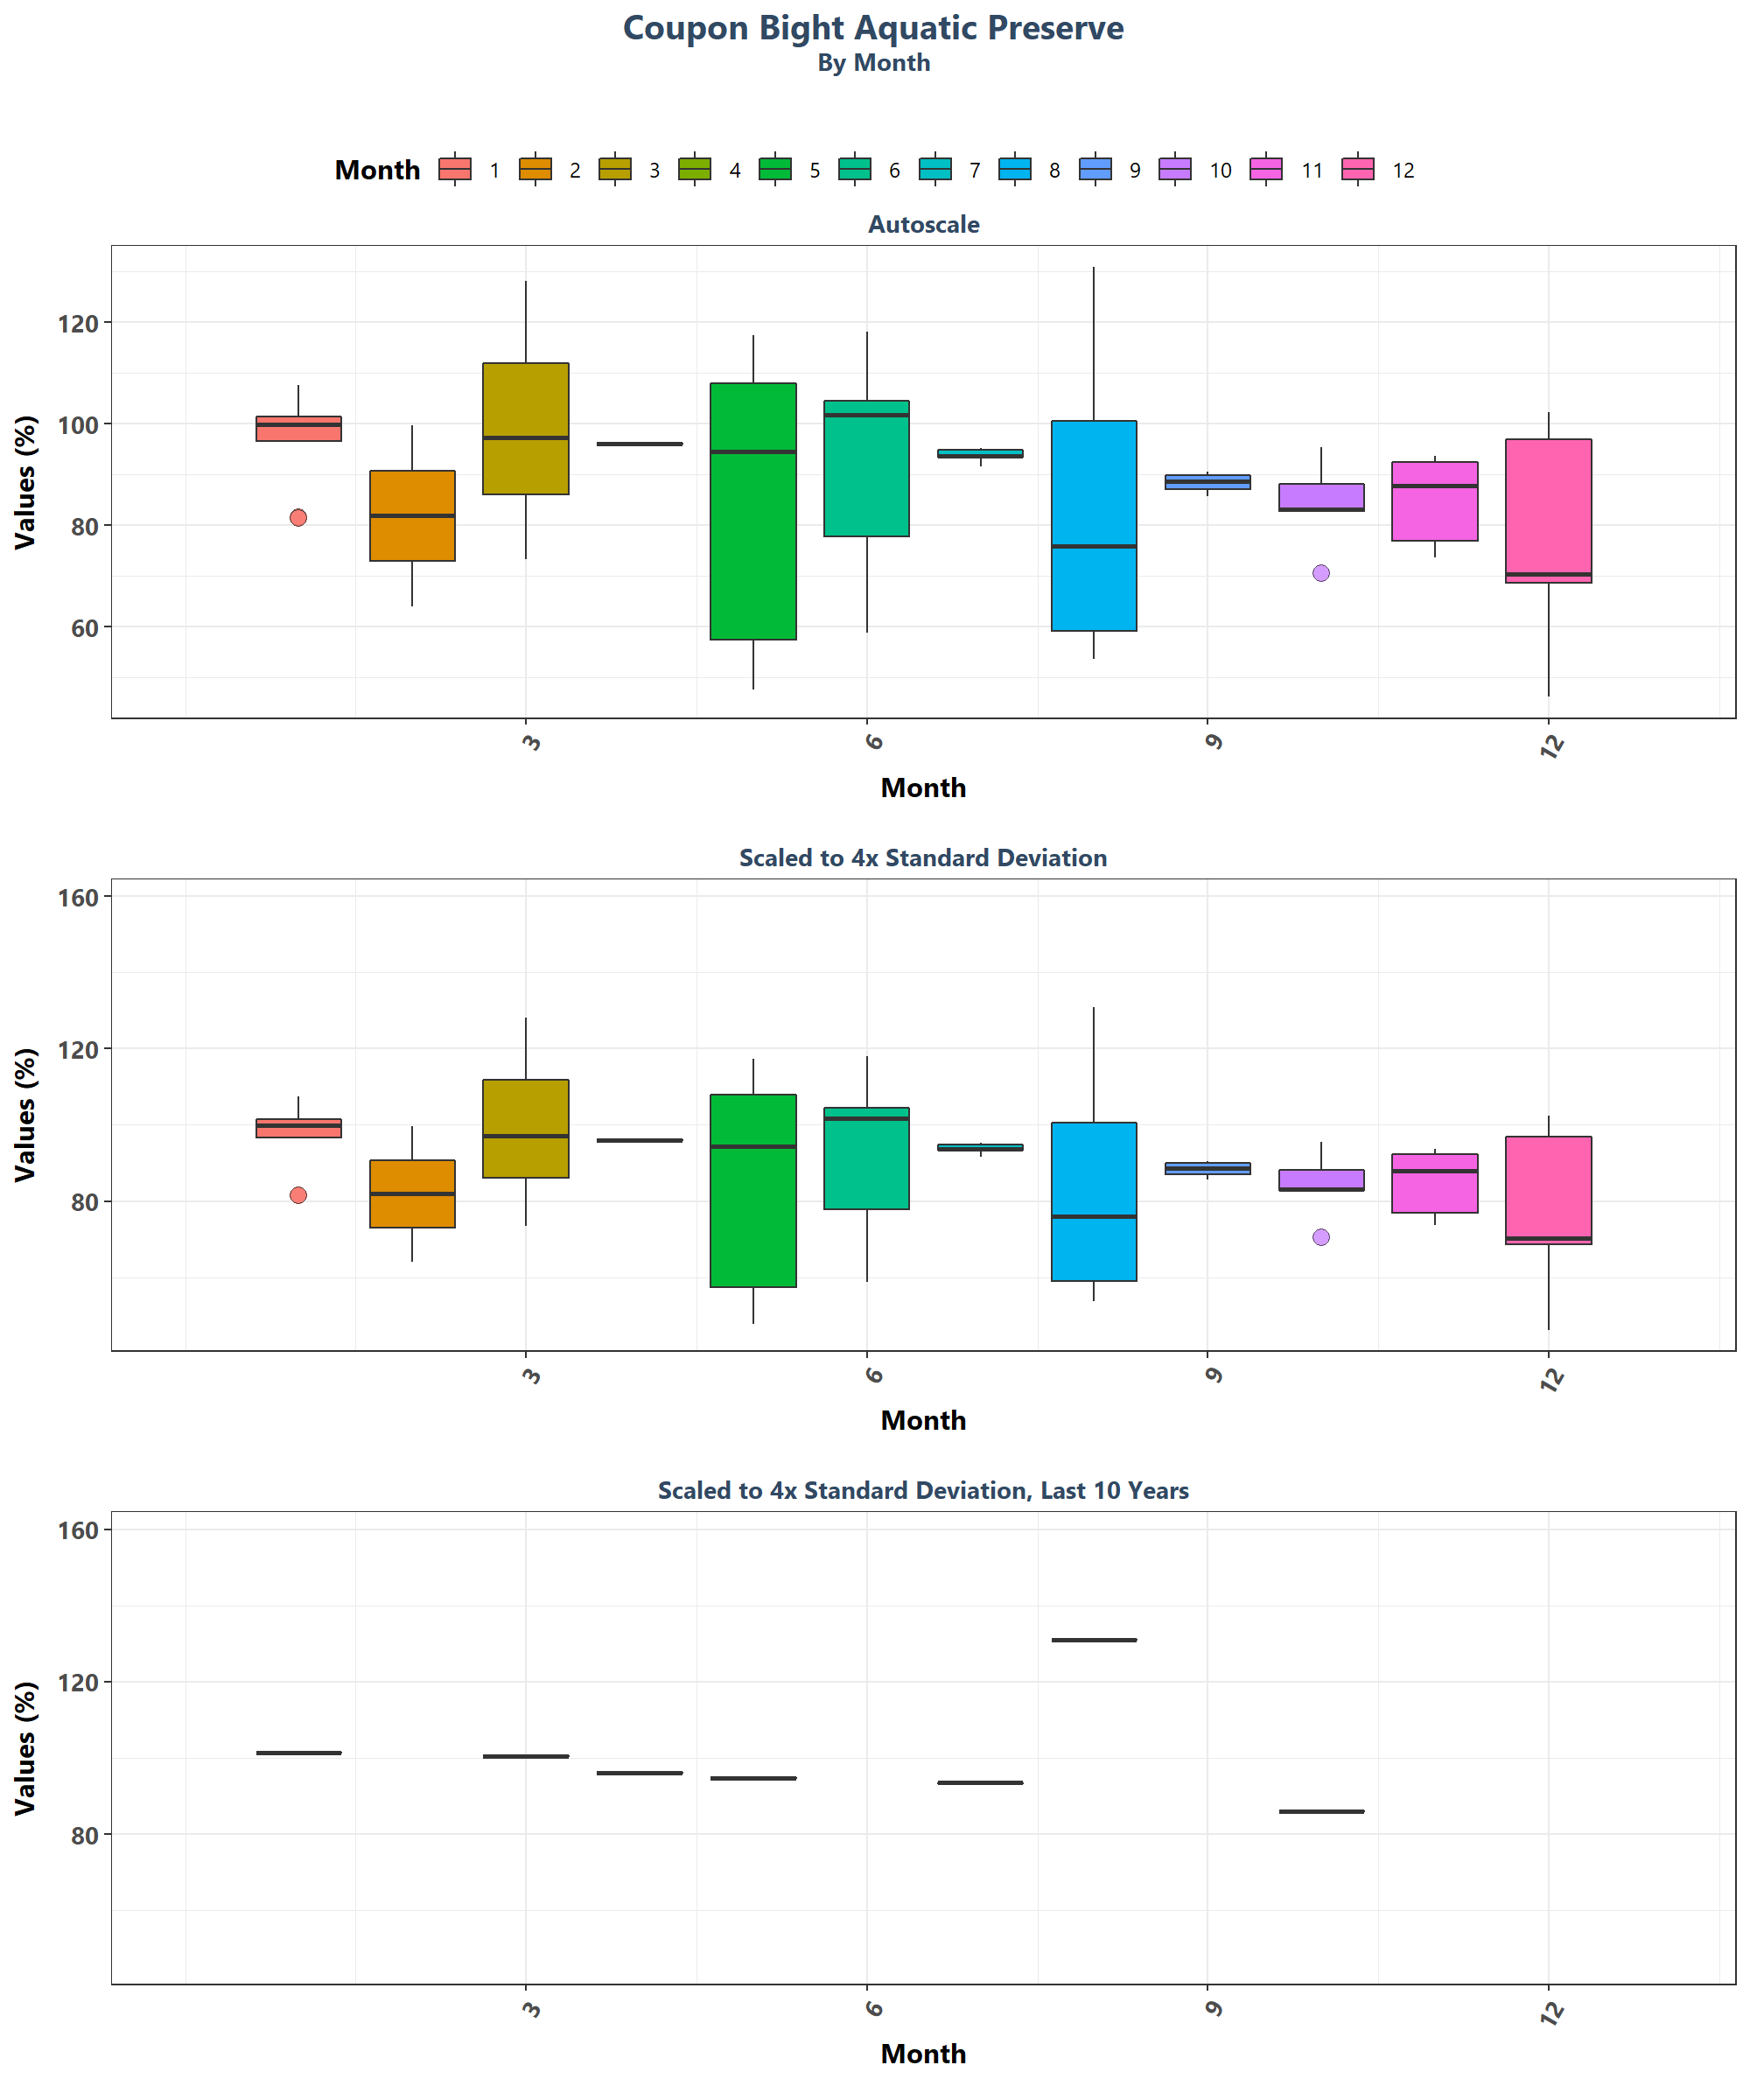 Coupon Bight Aquatic Preserve
By Month
Month 1 2 3 4 5 6 7 8 9 10 11 12
Autoscale
Values (%)
120
100
80
60
3 6 9 12
Month
Scaled to 4x Standard Deviation
Values (%)
160
120
80
3 6 9 12
Month
Scaled to 4x Standard Deviation, Last 10 Years
Values (%)
160
120
80
3 6 9 12
Month